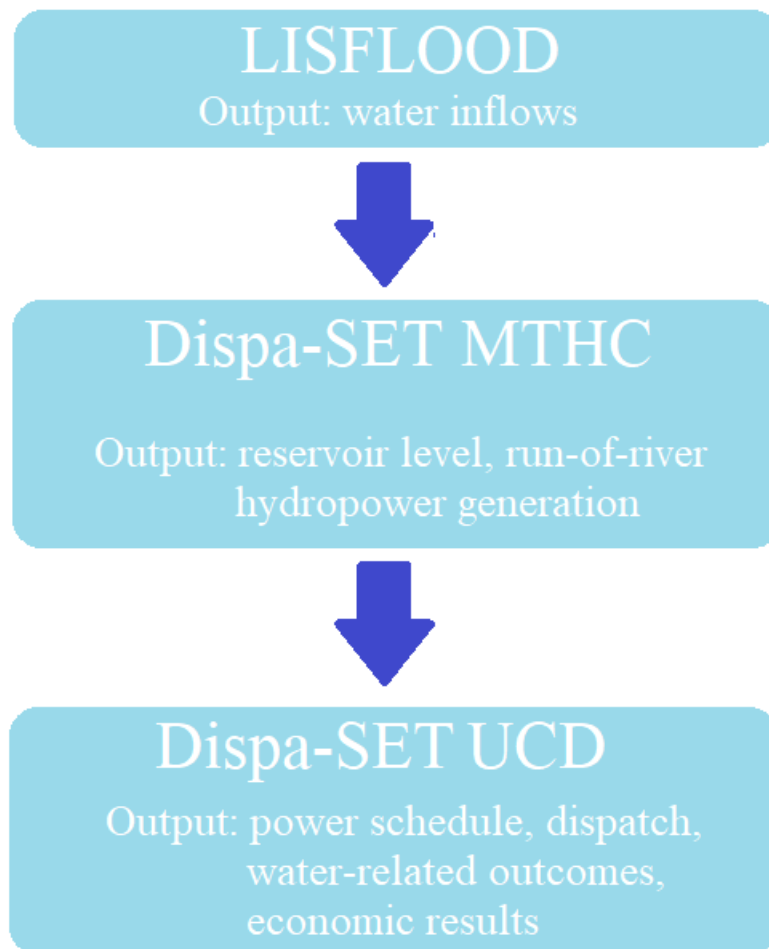 LISFLOOD
Output: water inflows
Dispa-SET MTHC
Output: reservoir level, run-of-river
hydropower generation
Dispa-SET UCD
Output: power schedule, dispatch,
water-related outcomes,
economic results